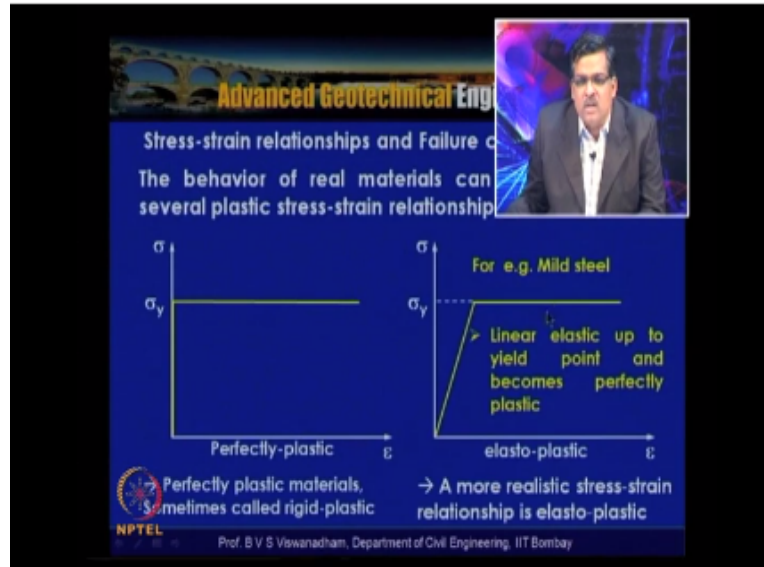 Advanced Geotechnical Engi
Stress-strain relationships and Failure
The behavior of real materials can
several plastic stress-strain relationship
σ
σy
Perfectly-plastic ε
→ Perfectly plastic materials,
Sometimes called rigid-plastic
σ
For e.g. Mild steel
σy
➢ Linear elastic up to
yield point and
becomes perfectly
plastic
elasto-plastic ε
→ A more realistic stress-strain
relationship is elasto-plastic
NPTEL
Prof. B V S Viswanadham, Department of Civil Engineering, IIT Bombay